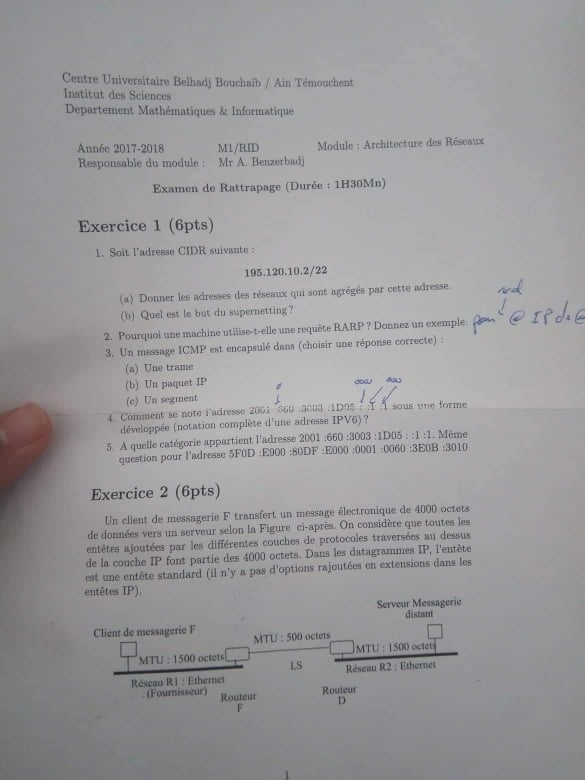 Centre Universitaire Belhadj Bouchaïb / Ain Témouchent
Institut des Sciences
Departement Mathématiques & Informatique
Année 2017-2018 M1/RID Module : Architecture des Réseaux
Responsable du module : Mr A. Benzerbadj
Examen de Rattrapage (Durée : 1H30Mn)
Exercice 1 (6pts)
1. Soit l'adresse CIDR suivante :
195.120.10.2/22
(a) Donner les adresses des réseaux qui sont agrégés par cette adresse.
(b) Quel est le but du supernetting ?
2. Pourquoi une machine utilise-t-elle une requête RARP ? Donnez un exemple.
@ IP
3. Un message ICMP est encapsulé dans (choisir une réponse correcte) :
(a) Une trame
(b) Un paquet IP
(c) Un segment
4. Comment se note l'adresse 2001 :660 :3003 :1D05 : :1 :1 sous une forme
développée (notation complète d'une adresse IPV6) ?
5. A quelle catégorie appartient l'adresse 2001 :660 :3003 :1D05 : :1 :1. Même
question pour l'adresse 5F0D :E900 :80DF :E000 :0001 :0060 :3E0B :3010
Exercice 2 (6pts)
Un client de messagerie F transfert un message électronique de 4000 octets
de données vers un serveur selon la Figure ci-après. On considère que toutes les
entêtes ajoutées par les différentes couches de protocoles traversées au dessus
de la couche IP font partie des 4000 octets. Dans les datagrammes IP, l'entête
est une entête standard (il n'y a pas d'options rajoutées en extensions dans les
entêtes IP).
Serveur Messagerie
distant
Client de messagerie F
MTU : 500 octets
MTU : 1500 octets
MTU : 1500 octets
LS
Réseau R1 : Ethernet
(Fournisseur)
Réseau R2 : Ethernet
Routeur
F
Routeur
D
1